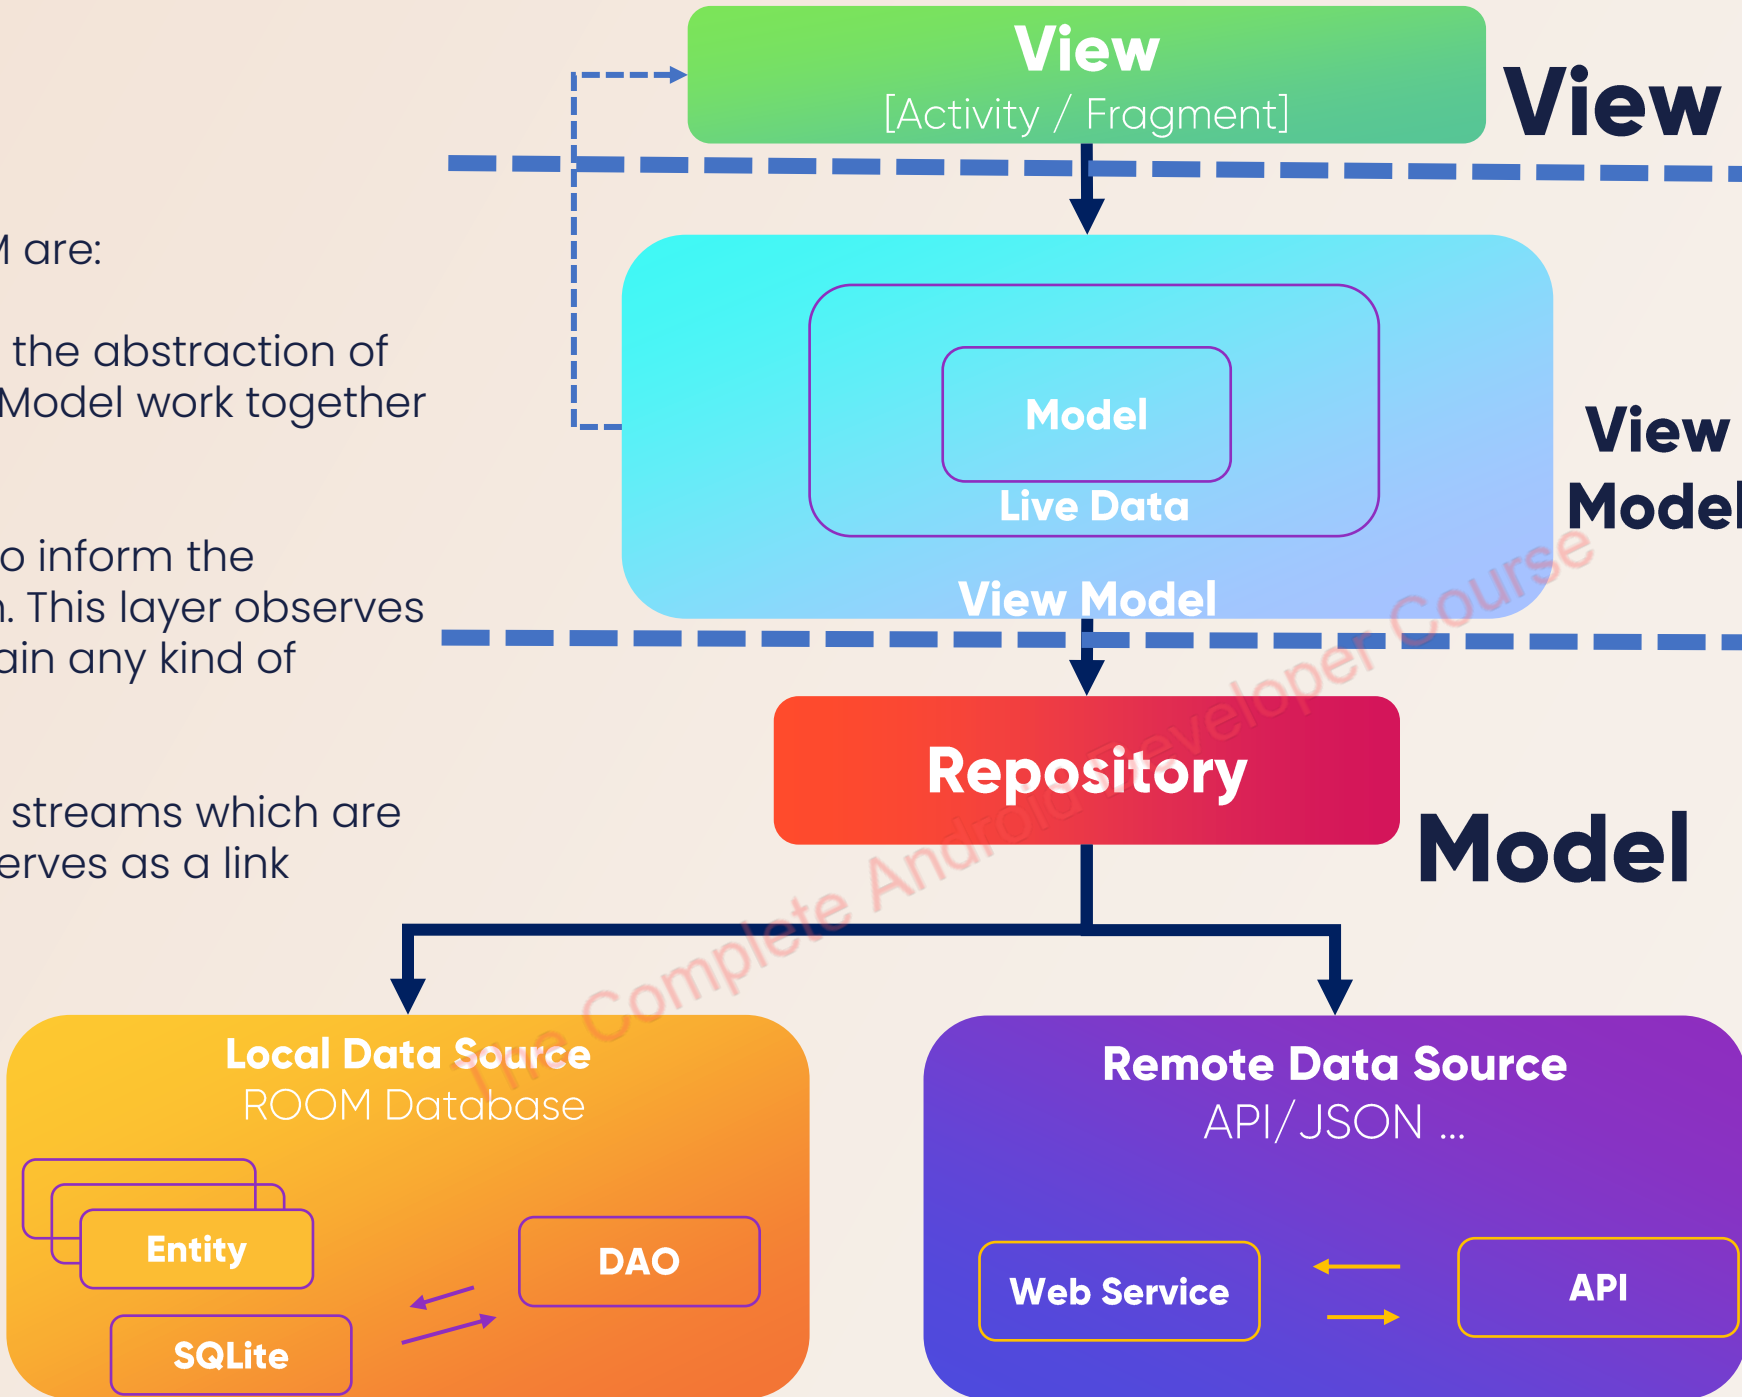 View
[Activity / Fragment]
View
M are:
the abstraction of
Model work together
Model
Live Data
View Model
View
Model
o inform the
. This layer observes
ain any kind of
Repository
Model
streams which are
erves as a link
The Complete Android Developer Course
Local Data Source
ROOM Database
Entity
DAO
SQLite
Remote Data Source
API/JSON ...
Web Service
API